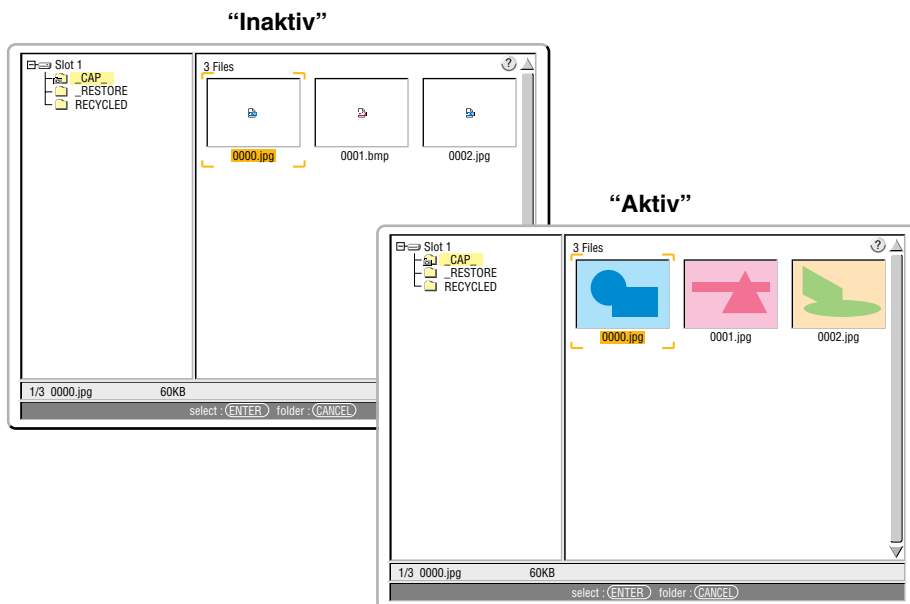 “Inaktiv”
Slot 1
_CAP_
_RESTORE
RECYCLED
3 Files
?
0000.jpg
0001.bmp
0002.jpg
1/3 0000.jpg 60KB
select : ENTER folder : CANCEL
“Aktiv”
Slot 1
_CAP_
_RESTORE
RECYCLED
3 Files
?
0000.jpg
0001.jpg
0002.jpg
1/3 0000.jpg 60KB
select : ENTER folder : CANCEL